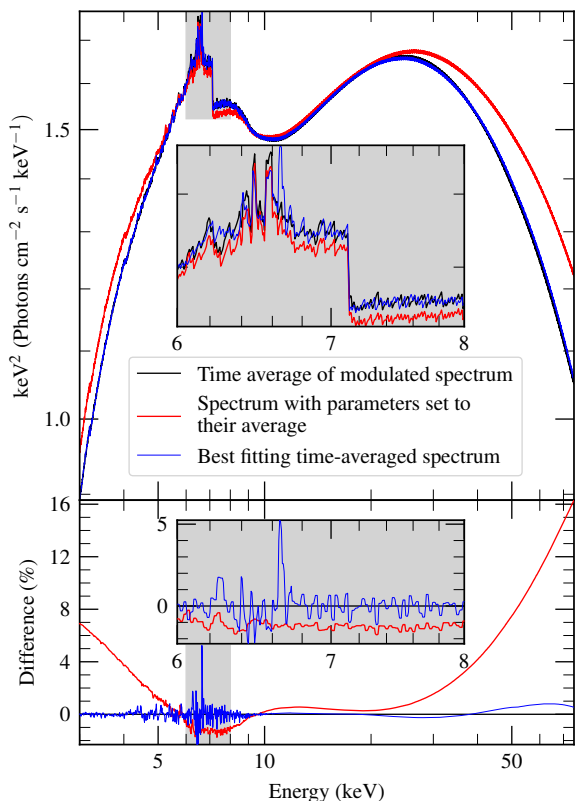 keV² (Photons cm⁻² s⁻¹ keV⁻¹)
1.5
1.0
6
7
8
Time average of modulated spectrum
Spectrum with parameters set to
their average
Best fitting time-averaged spectrum
Difference (%)
16
12
8
4
0
5
0
6
7
8
5
10
50
Energy (keV)